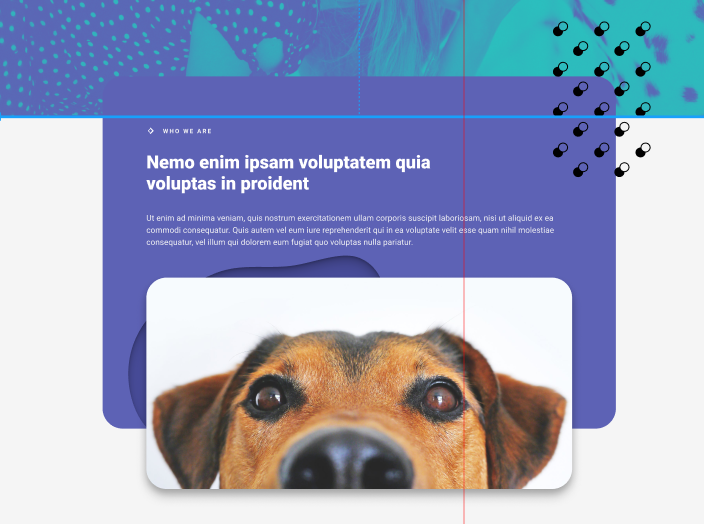 WHO WE ARE
Nemo enim ipsam voluptatem quia
voluptas in proident
Ut enim ad minima veniam, quis nostrum exercitationem ullam corporis suscipit laboriosam, nisi ut aliquid ex ea
commodi consequatur. Quis autem vel eum iure reprehenderit qui in ea voluptate velit esse quam nihil molestiae
consequatur, vel illum qui dolorem eum fugiat quo voluptas nulla pariatur.